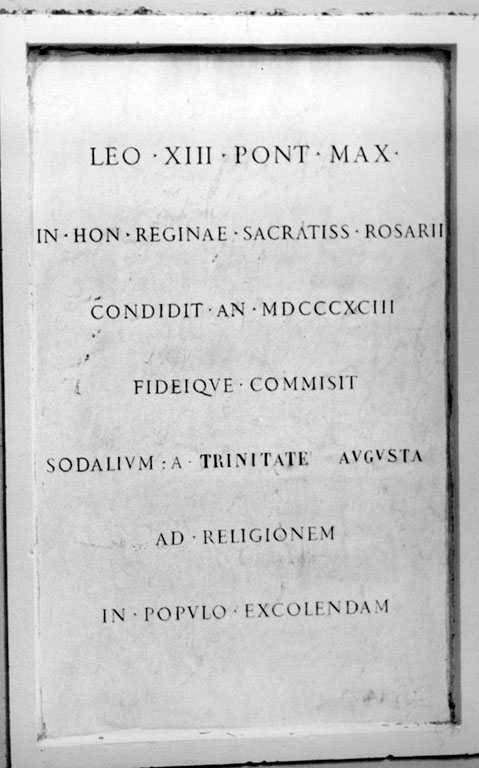 LEO · XIII · PONT · MAX ·
IN · HON · REGINAE · SACRATISS · ROSARII
CONDIDIT · AN · MDCCCXCIII
FIDEIQVE · COMMISIT
SODALIVM : A · TRINITATE AVGVSTA
AD · RELIGIONEM
IN · POPVLO · EXCOLENDAM